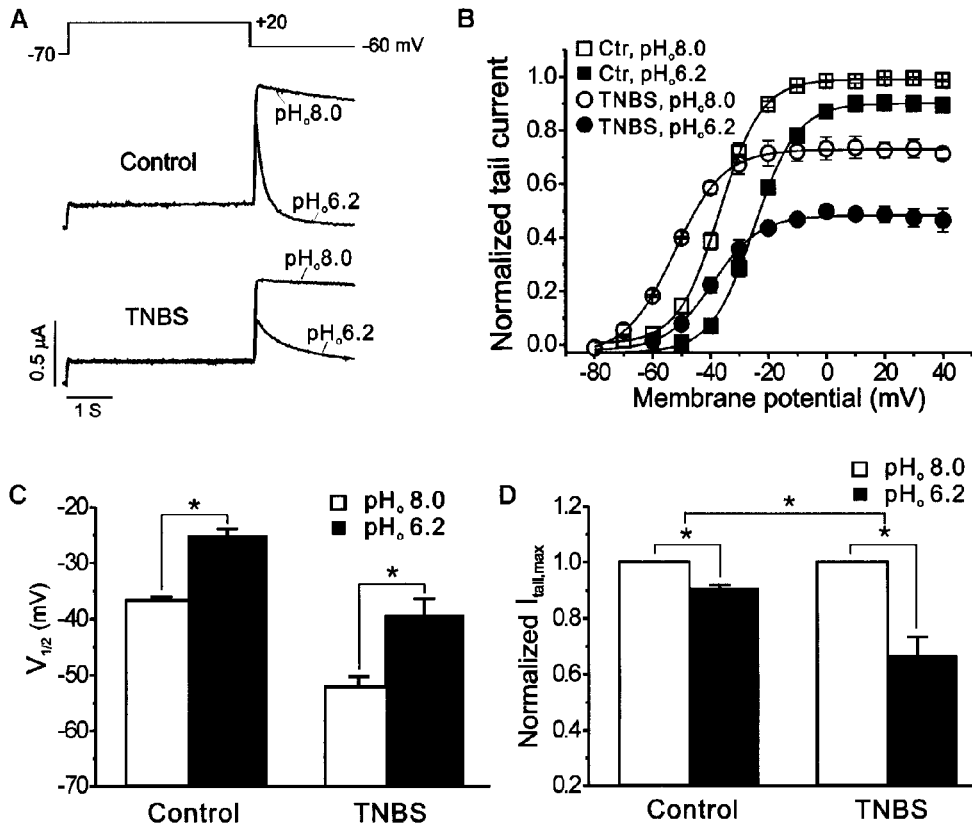 A
-70
+20
-60 mV
pHₒ8.0
Control
pHₒ6.2
pHₒ8.0
TNBS
pHₒ6.2
0.5 µA
1 S
B
Ctr, pHₒ8.0
Ctr, pHₒ6.2
TNBS, pHₒ8.0
TNBS, pHₒ6.2
Normalized tail current
1.0
0.8
0.6
0.4
0.2
0.0
-80 -60 -40 -20 0 20 40
Membrane potential (mV)
C
pHₒ 8.0
pHₒ 6.2
V1/2 (mV)
-20
-30
-40
-50
-60
-70
*
*
Control TNBS
D
pHₒ 8.0
pHₒ 6.2
Normalized Itail,max
1.2
1.0
0.8
0.6
0.4
0.2
*
*
*
Control TNBS